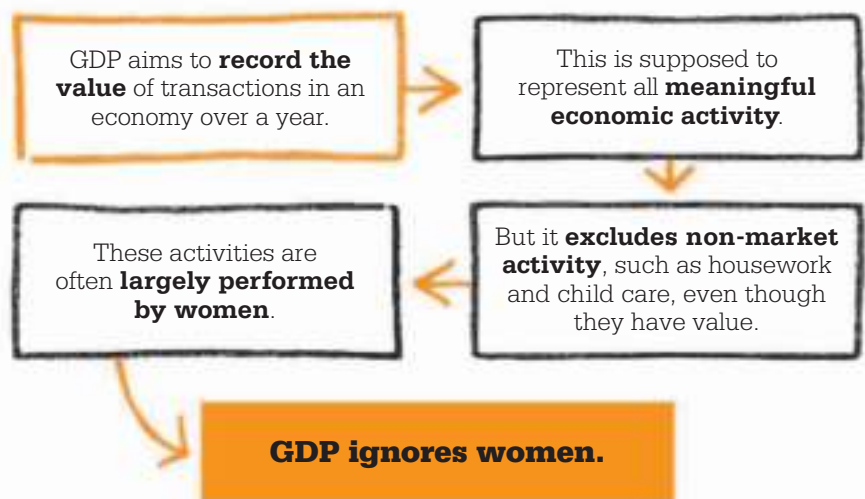 GDP aims to record the
value of transactions in an
economy over a year.
This is supposed to
represent all meaningful
economic activity.
But it excludes non-market
activity, such as housework
and child care, even though
they have value.
These activities are
often largely performed
by women.
GDP ignores women.